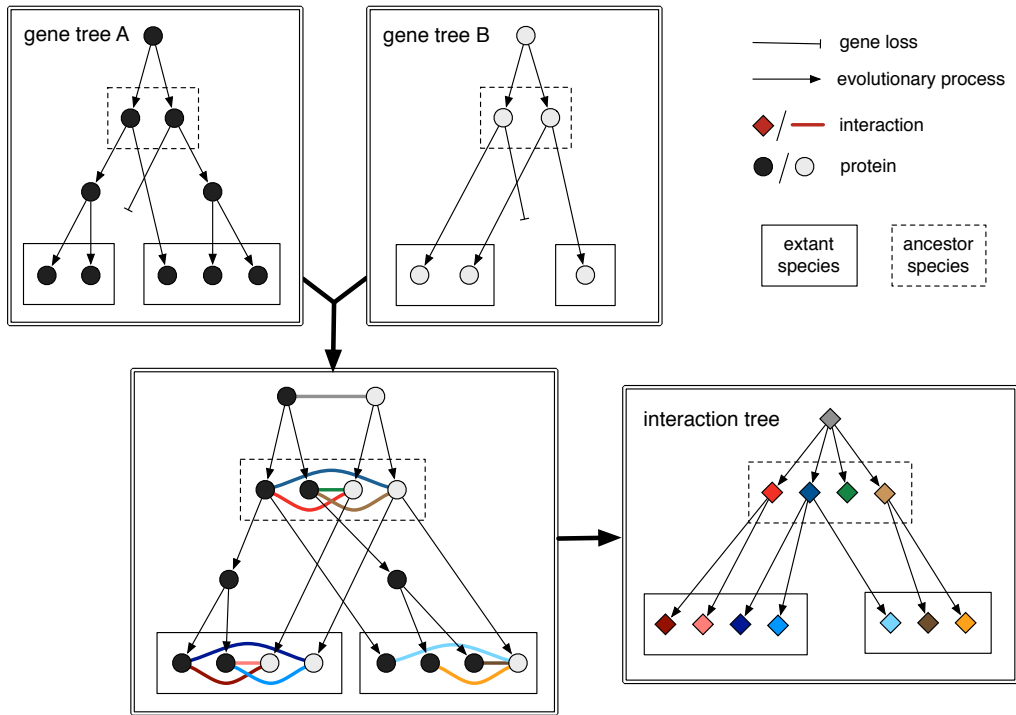 gene tree A
gene tree B
gene loss
evolutionary process
interaction
protein
extant
species
ancestor
species
interaction tree